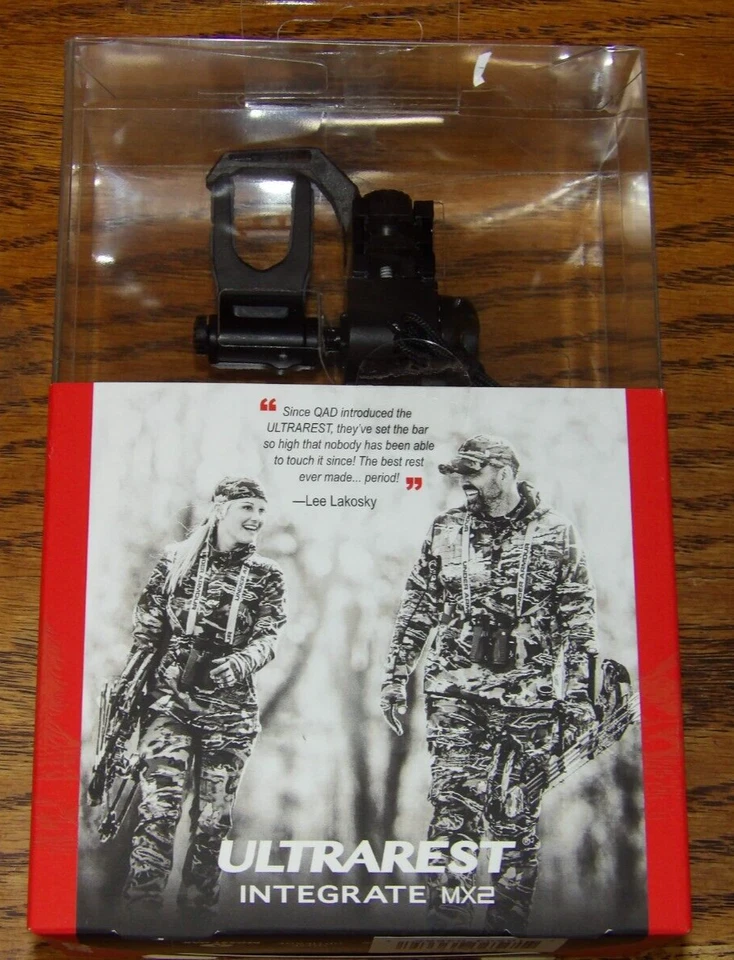 “ Since QAD introduced the
ULTRAREST, they've set the bar
so high that nobody has been able
to touch it since! The best rest
ever made... period! ”
—Lee Lakosky
ULTRAREST
INTEGRATE MX2